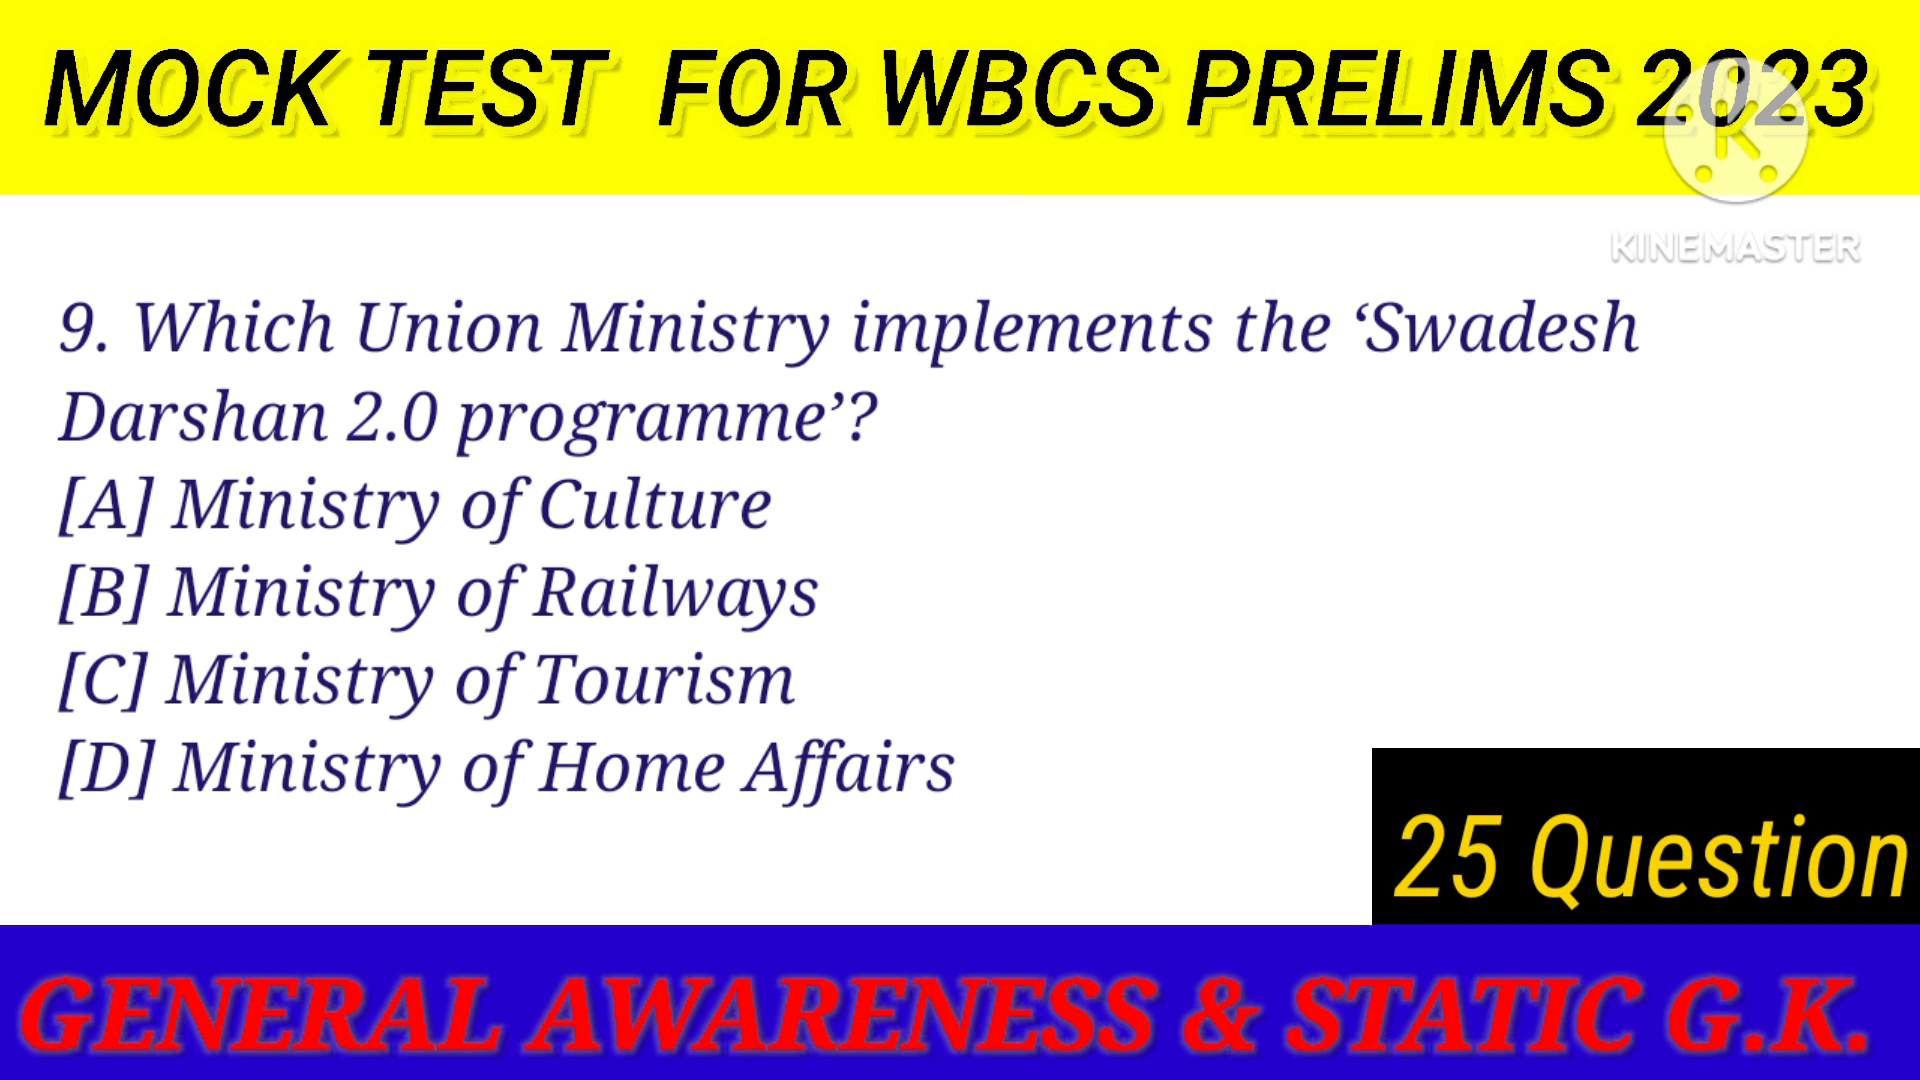 MOCK TEST FOR WBCS PRELIMS 2023
KINEMASTER
9. Which Union Ministry implements the ‘Swadesh
Darshan 2.0 programme’?
[A] Ministry of Culture
[B] Ministry of Railways
[C] Ministry of Tourism
[D] Ministry of Home Affairs
25 Question
GENERAL AWARENESS & STATIC G.K.